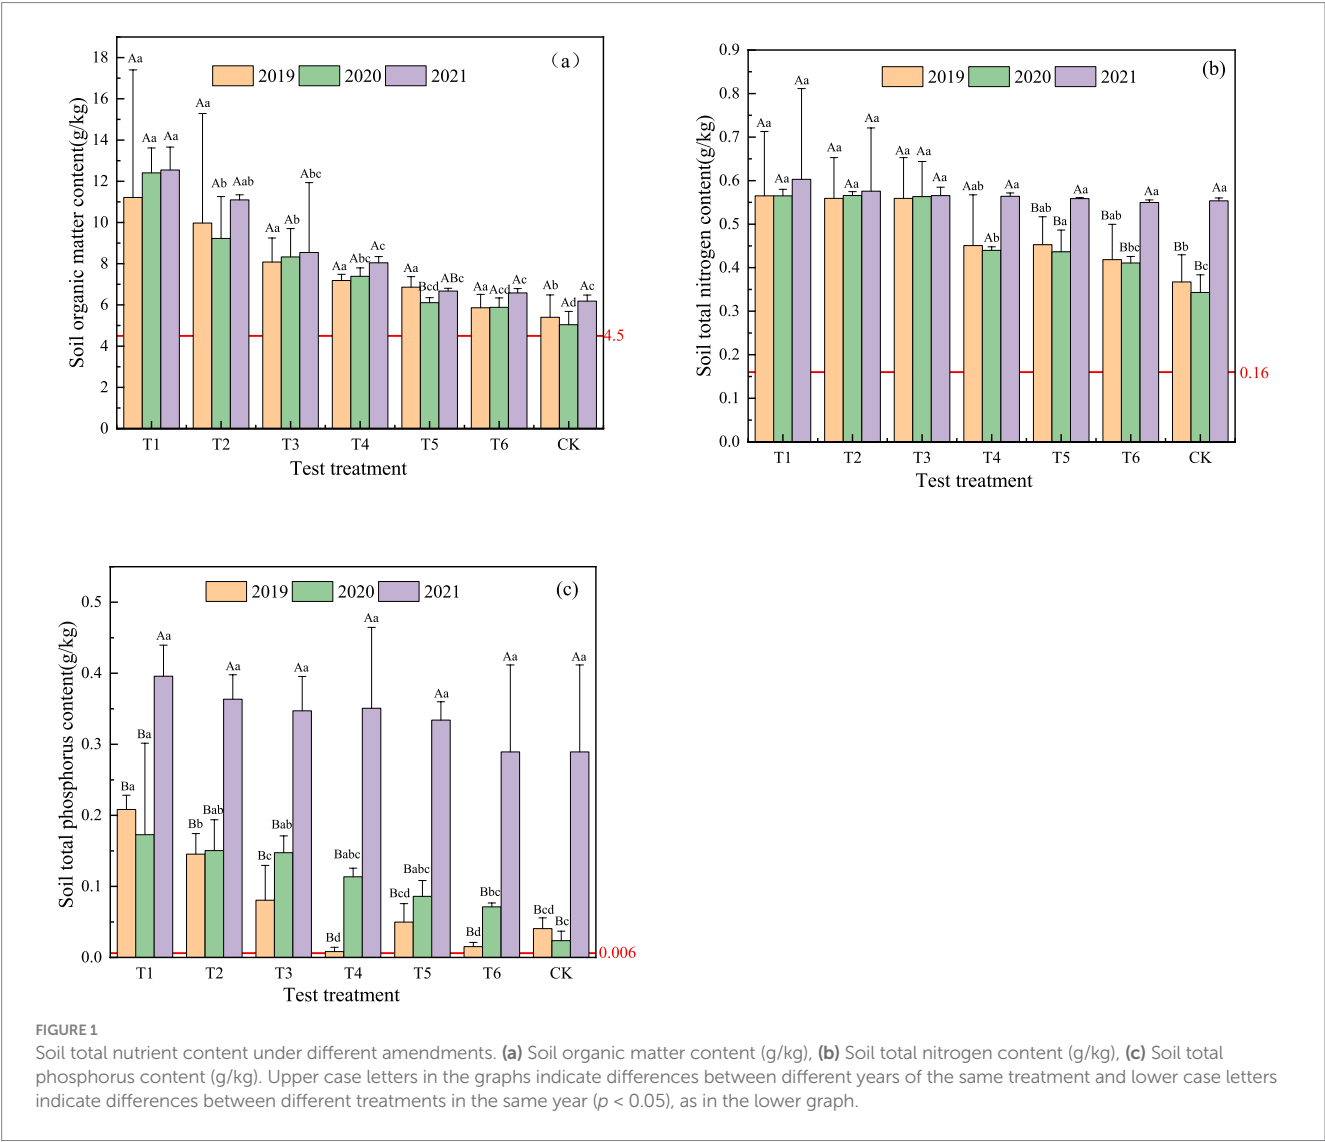 (a)
2019 2020 2021
Soil organic matter content(g/kg)
18
16
14
12
10
8
6
4
2
0
Aa Aa Aa
Aa Ab Aab
Aa Ab Abc
Aa Abc Ac
Aa Bcd ABc
Aa Acd Ac
Ab Ad Ac
4.5
T1 T2 T3 T4 T5 T6 CK
Test treatment
(b)
2019 2020 2021
Soil total nitrogen content(g/kg)
0.9
0.8
0.7
0.6
0.5
0.4
0.3
0.2
0.1
0.0
Aa Aa Aa
Aa Aa Aa
Aa Aa Aa
Aab Ab Aa
Bab Ba Aa
Bab Bbc Aa
Bb Bc Aa
0.16
T1 T2 T3 T4 T5 T6 CK
Test treatment
(c)
2019 2020 2021
Soil total phosphorus content(g/kg)
0.5
0.4
0.3
0.2
0.1
0.0
Ba Ba Aa
Bb Bab Aa
Bc Bab Aa
Bd Babc Aa
Bcd Babc Aa
Bd Bbc Aa
Bcd Bc Aa
0.006
T1 T2 T3 T4 T5 T6 CK
Test treatment
FIGURE 1
Soil total nutrient content under different amendments. (a) Soil organic matter content (g/kg), (b) Soil total nitrogen content (g/kg), (c) Soil total
phosphorus content (g/kg). Upper case letters in the graphs indicate differences between different years of the same treatment and lower case letters
indicate differences between different treatments in the same year (p < 0.05), as in the lower graph.